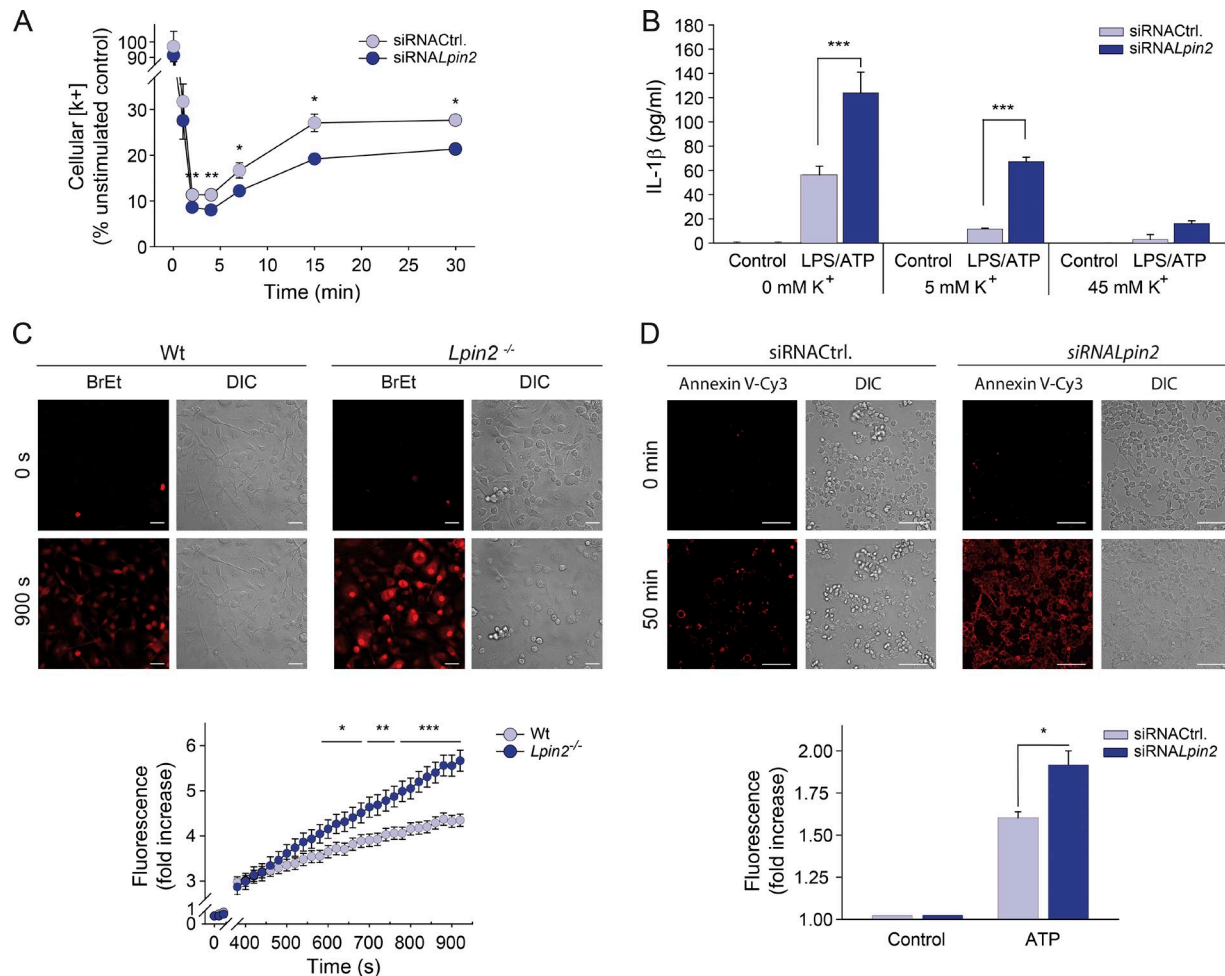 A
siRNACtrl.
siRNALpin2
Cellular [k+]
(% unstimulated control)
100
90
30
20
10
0
** ** * * *
0 5 10 15 20 25 30
Time (min)
B
siRNACtrl.
siRNALpin2
IL-1β (pg/ml)
180
160
140
120
100
80
60
40
20
0
***
***
Control LPS/ATP Control LPS/ATP Control LPS/ATP
0 mM K+ 5 mM K+ 45 mM K+
C
Wt Lpin2 -/-
BrEt DIC BrEt DIC
0 s
900 s
* ** ***
Wt
Lpin2-/-
Fluorescence
(fold increase)
6
5
4
3
1
0
0 400 500 600 700 800 900
Time (s)
D
siRNACtrl. siRNALpin2
Annexin V-Cy3 DIC Annexin V-Cy3 DIC
0 min
50 min
siRNACtrl.
siRNALpin2
*
Fluorescence
(fold increase)
2.00
1.75
1.50
1.25
1.00
Control ATP